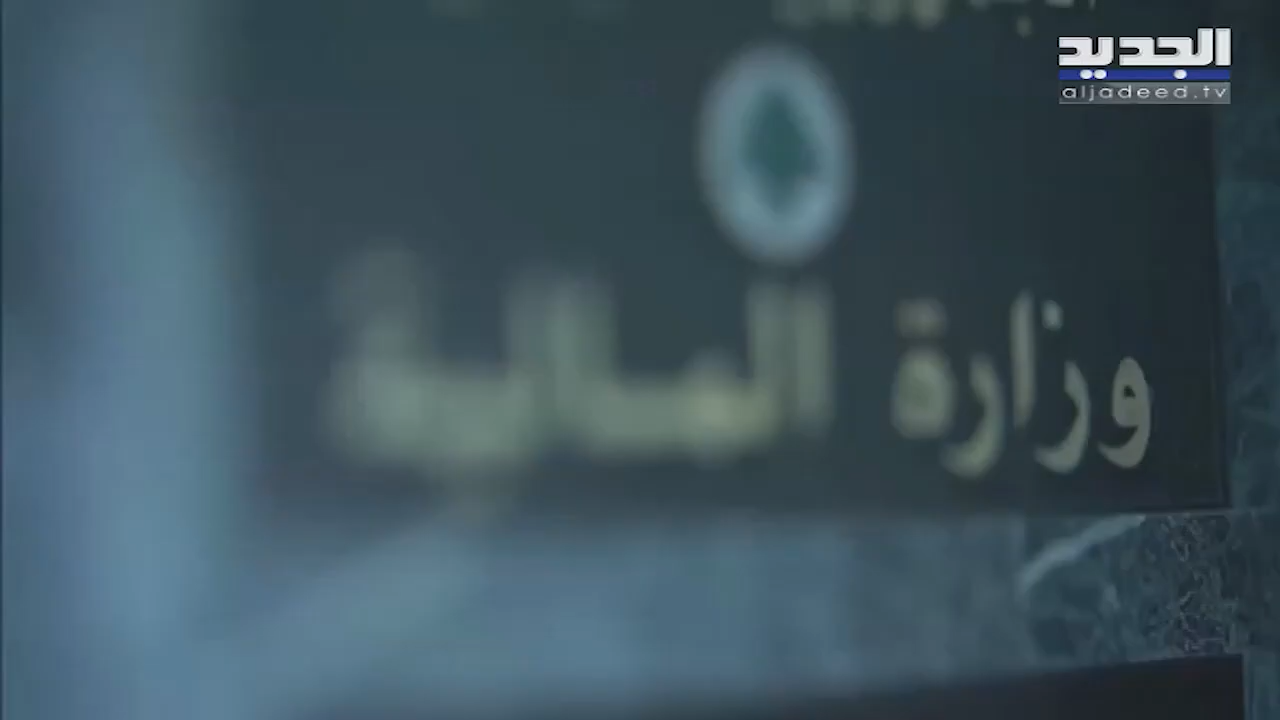 الجديد
aljadeed.tv
وزارة المالية